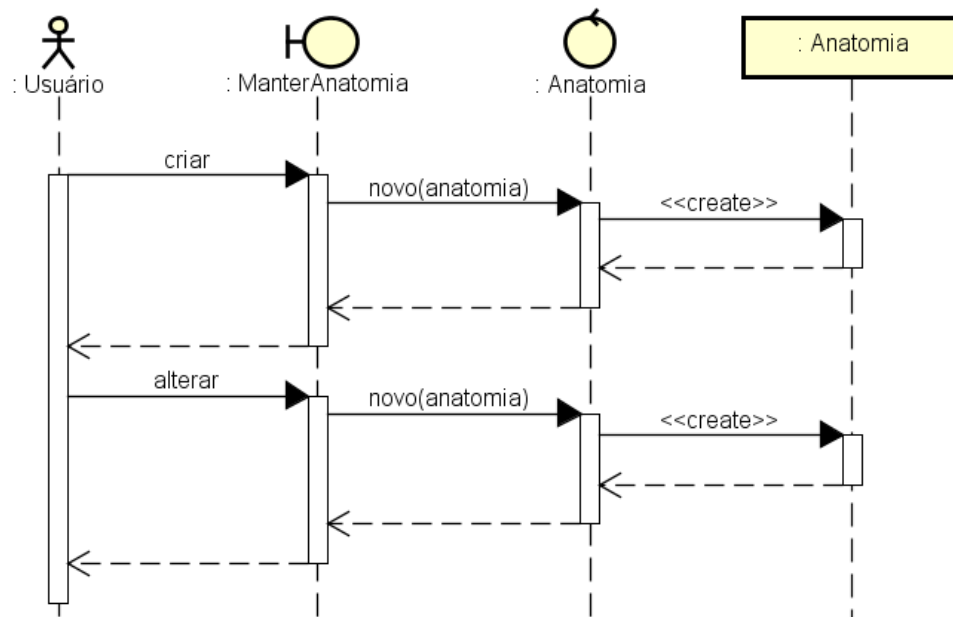 : Usuário
: ManterAnatomia
: Anatomia
: Anatomia
criar
novo(anatomia)
<<create>>
alterar
novo(anatomia)
<<create>>